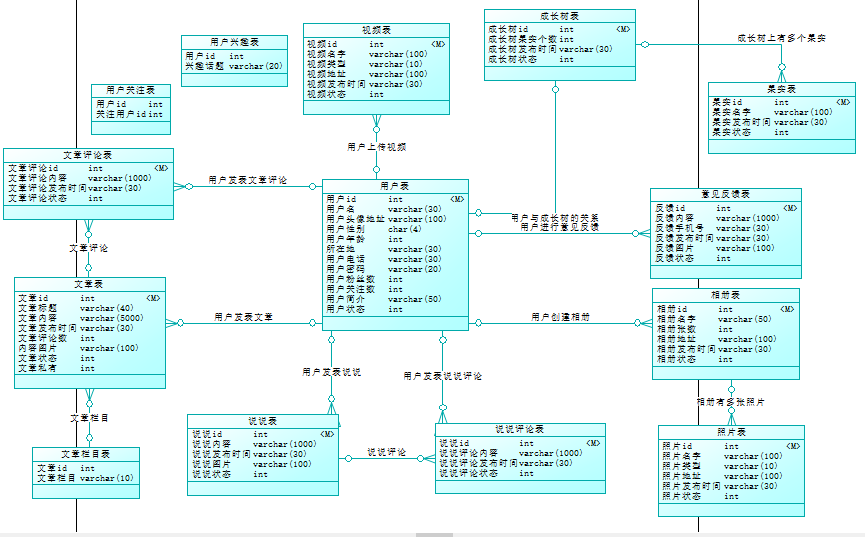 用户兴趣表
用户id int
兴趣话题 varchar(20)
用户关注表
用户id int
关注用户id int
视频表
视频id int <M>
视频名字 varchar(100)
视频类型 varchar(10)
视频地址 varchar(100)
视频发布时间 varchar(30)
视频状态 int
成长树表
成长树id int <M>
成长树果实个数 int
成长树发布时间 varchar(30)
成长树状态 int
成长树上有多个果实
果实表
果实id int <M>
果实名字 varchar(100)
果实发布时间 varchar(30)
果实状态 int
用户上传视频
文章评论表
文章评论id int <M>
文章评论内容 varchar(1000)
文章评论发布时间 varchar(30)
文章评论状态 int
用户发表文章评论
用户表
用户id int <M>
用户名 varchar(30)
用户头像地址 varchar(100)
用户性别 char(4)
用户年龄 int
所在地 varchar(30)
用户电话 varchar(30)
用户密码 varchar(20)
用户粉丝数 int
用户关注数 int
用户简介 varchar(50)
用户状态 int
用户与成长树的关系
用户进行意见反馈
意见反馈表
反馈id int <M>
反馈内容 varchar(1000)
反馈手机号 varchar(30)
反馈发布时间 varchar(30)
反馈图片 varchar(100)
反馈状态 int
文章评论
文章表
文章id int <M>
文章标题 varchar(40)
文章内容 varchar(5000)
文章发布时间 varchar(30)
文章评论数 int
内容图片 varchar(100)
文章状态 int
文章私有 int
用户发表文章
用户创建相册
相册表
相册id int <M>
相册名字 varchar(50)
相册张数 int
相册地址 varchar(100)
相册发布时间 varchar(30)
相册状态 int
用户发表说说
用户发表说说评论
相册有多张照片
文章栏目
文章栏目表
文章id int
文章栏目 varchar(10)
说说表
说说id int <M>
说说内容 varchar(1000)
说说发布时间 varchar(30)
说说图片 varchar(100)
说说状态 int
说说评论
说说评论表
说说id int <M>
说说评论内容 varchar(1000)
说说评论发布时间 varchar(30)
说说评论状态 int
照片表
照片id int <M>
照片名字 varchar(100)
照片类型 varchar(10)
照片地址 varchar(100)
照片发布时间 varchar(30)
照片状态 int